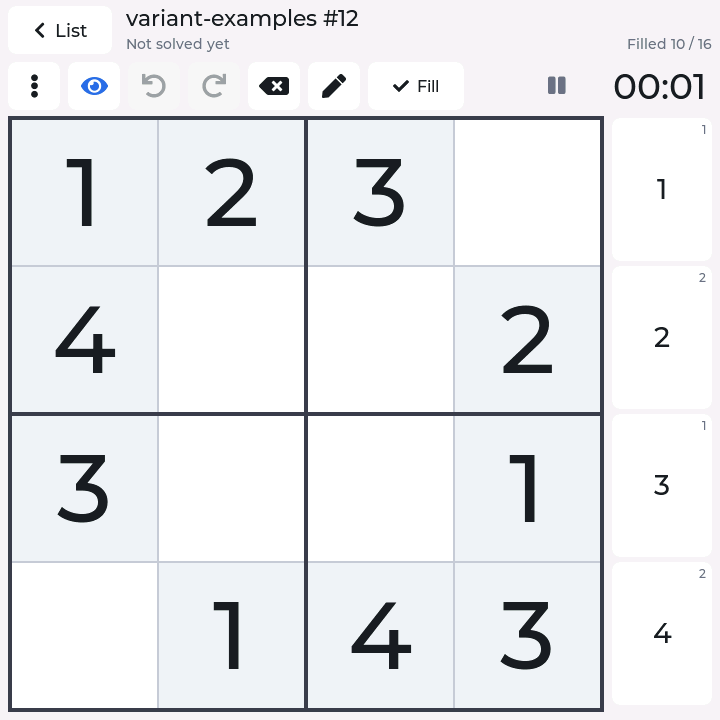 List
variant-examples #12
Not solved yet
Filled 10 / 16
Fill
00:01
1 2 3
4 2
3 1
1 4 3
1
1
2
2
1
3
2
4